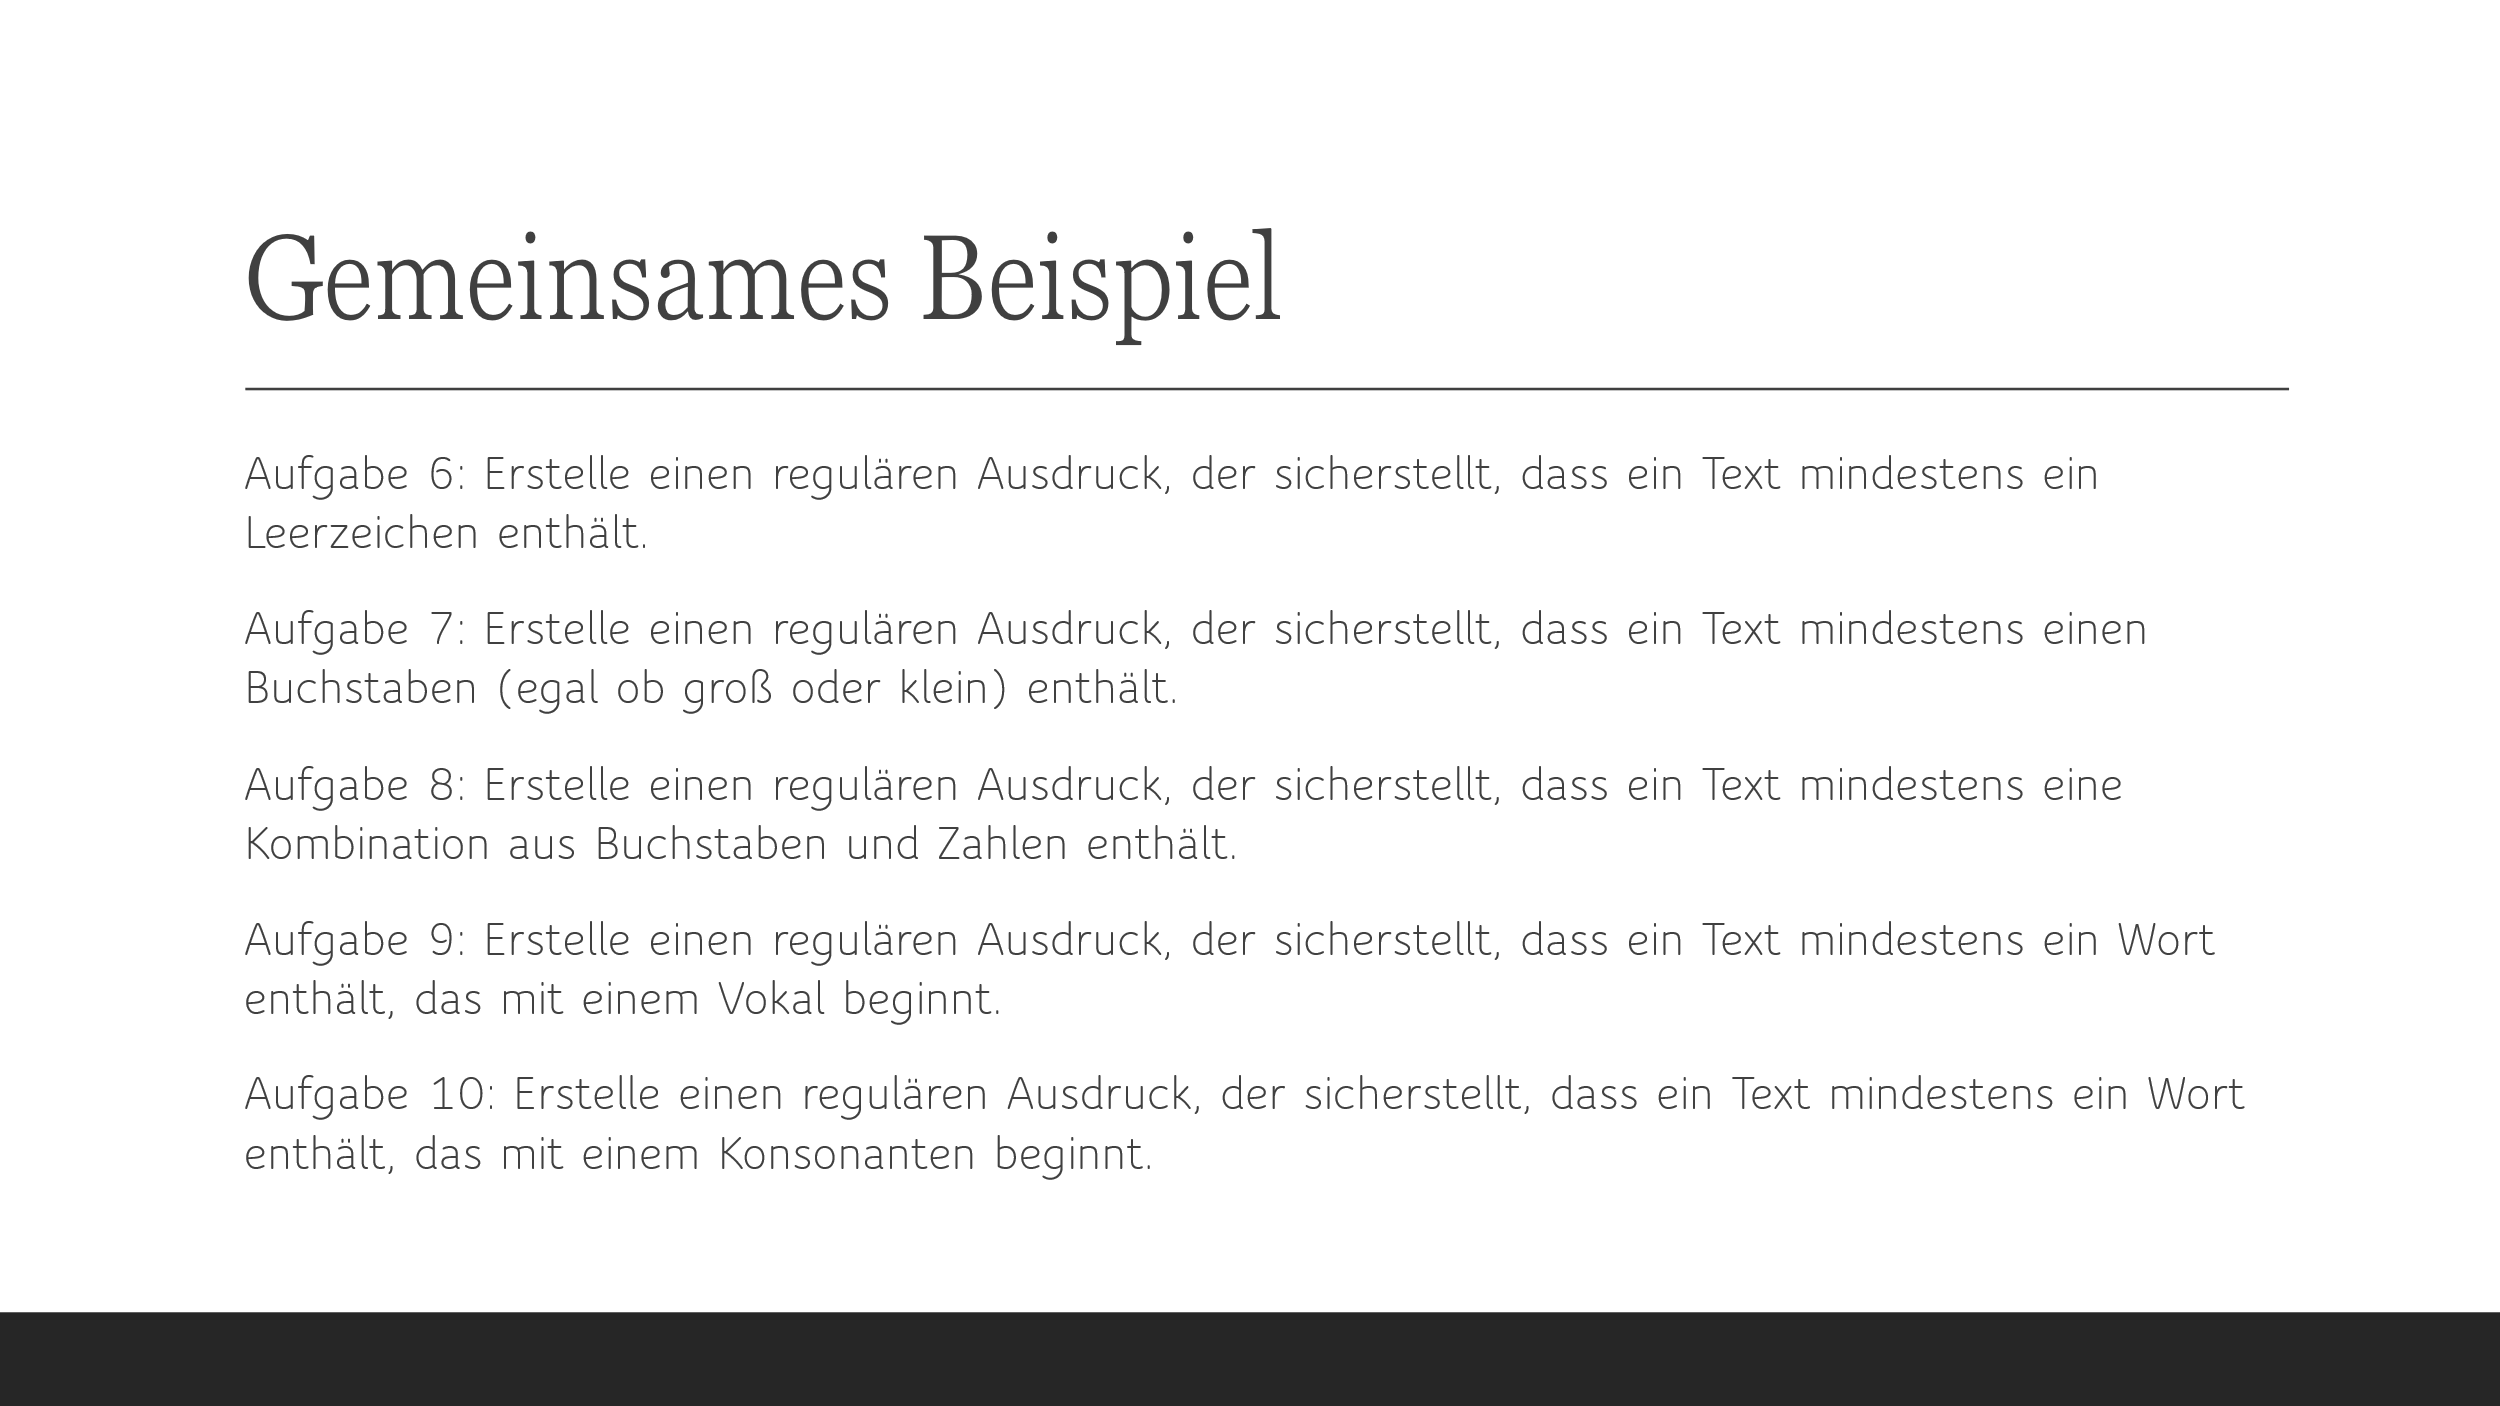 Gemeinsames Beispiel
Aufgabe 6: Erstelle einen regulären Ausdruck, der sicherstellt, dass ein Text mindestens ein
Leerzeichen enthält.
Aufgabe 7: Erstelle einen regulären Ausdruck, der sicherstellt, dass ein Text mindestens einen
Buchstaben (egal ob groß oder klein) enthält.
Aufgabe 8: Erstelle einen regulären Ausdruck, der sicherstellt, dass ein Text mindestens eine
Kombination aus Buchstaben und Zahlen enthält.
Aufgabe 9: Erstelle einen regulären Ausdruck, der sicherstellt, dass ein Text mindestens ein Wort
enthält, das mit einem Vokal beginnt.
Aufgabe 10: Erstelle einen regulären Ausdruck, der sicherstellt, dass ein Text mindestens ein Wort
enthält, das mit einem Konsonanten beginnt.